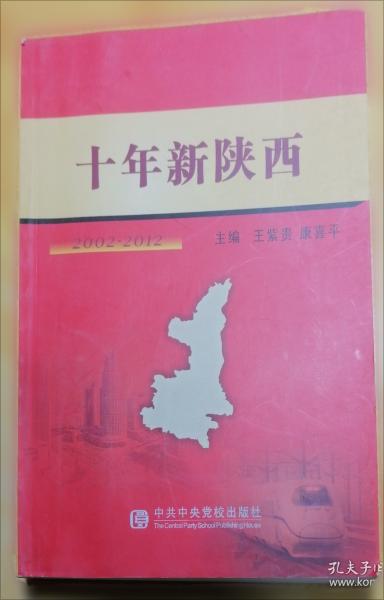 十年新陕西
2002-2012
主编 王紫贵 康喜平
中共中央党校出版社
The Central Party School Publishing House
孔夫子旧
www.kon